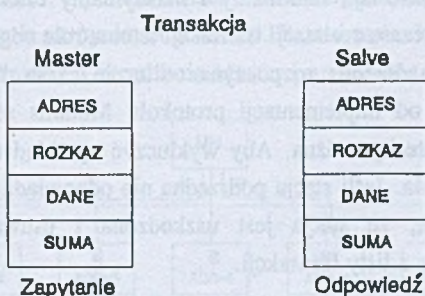 Transakcja
Master Salve
ADRES ADRES
ROZKAZ ROZKAZ
DANE DANE
SUMA SUMA
Zapytanie Odpowiedź